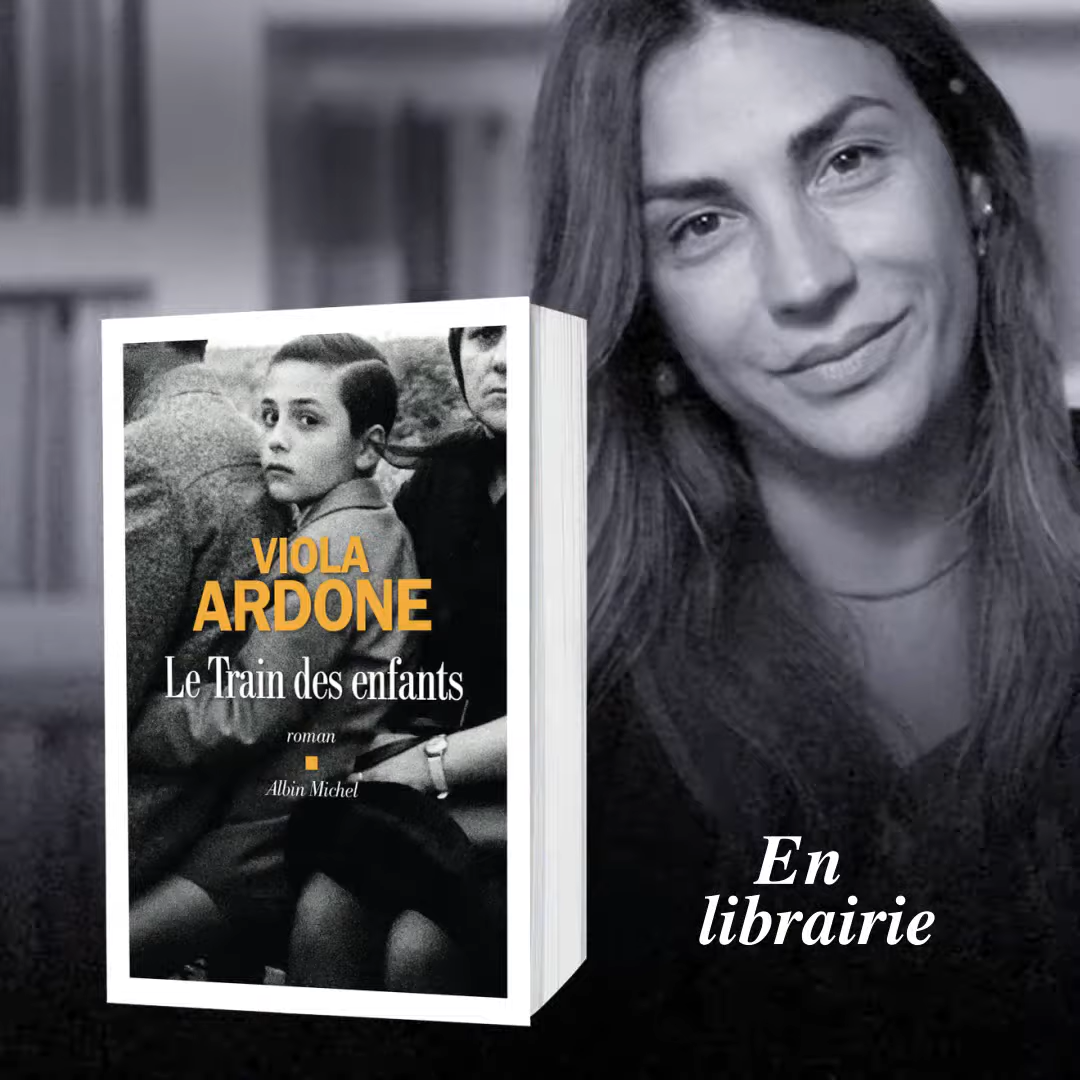 VIOLA
ARDONE
Le Train des enfants
roman
Albin Michel
En
librairie